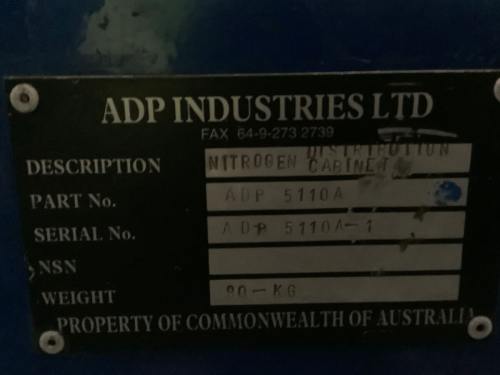 ADP INDUSTRIES LTD
FAX 64-9-273 2739
DESCRIPTION NITROGEN DISTRIBUTION CABINET
PART No. ADP 5110A
SERIAL No. ADP 5110A-1
NSN
WEIGHT 90-KG
PROPERTY OF COMMONWEALTH OF AUSTRALIA